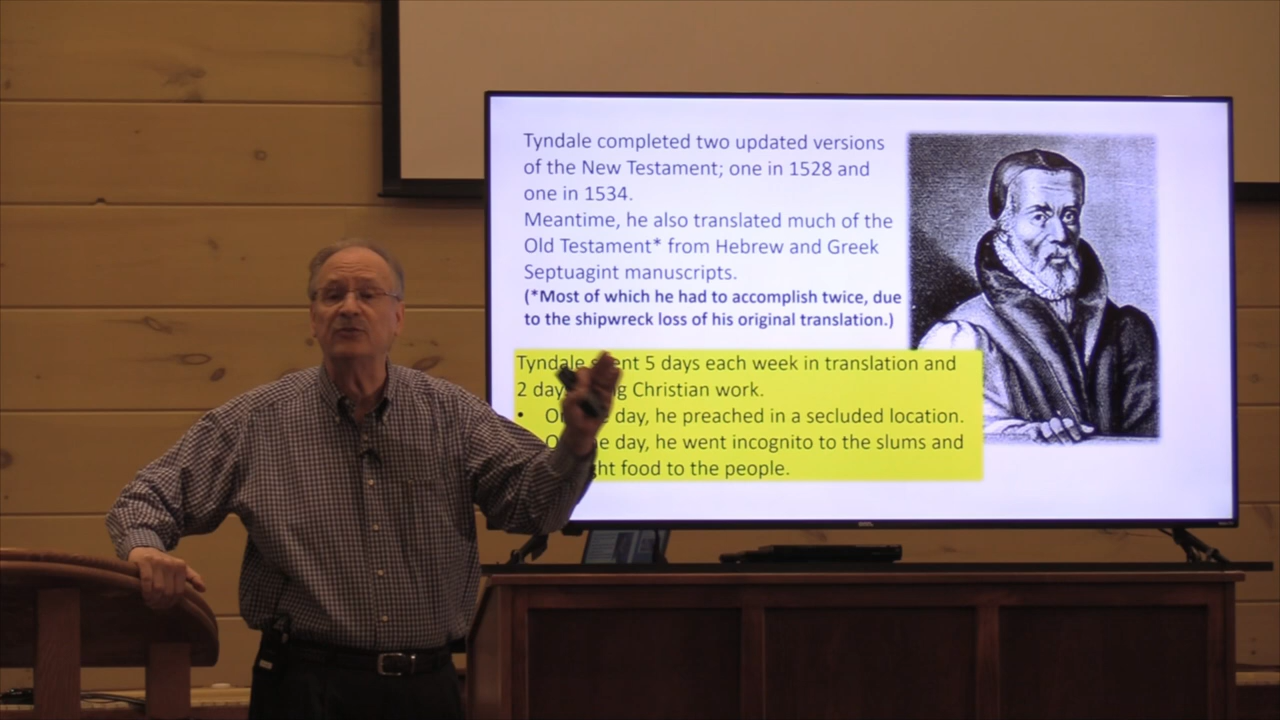 Tyndale completed two updated versions
of the New Testament; one in 1528 and
one in 1534.
Meantime, he also translated much of the
Old Testament* from Hebrew and Greek
Septuagint manuscripts.
(*Most of which he had to accomplish twice, due
to the shipwreck loss of his original translation.)
Tyndale 5 days each week in translation and
2 Christian work.
• day, he preached in a secluded location.
day, he went incognito to the slums and
food to the people.